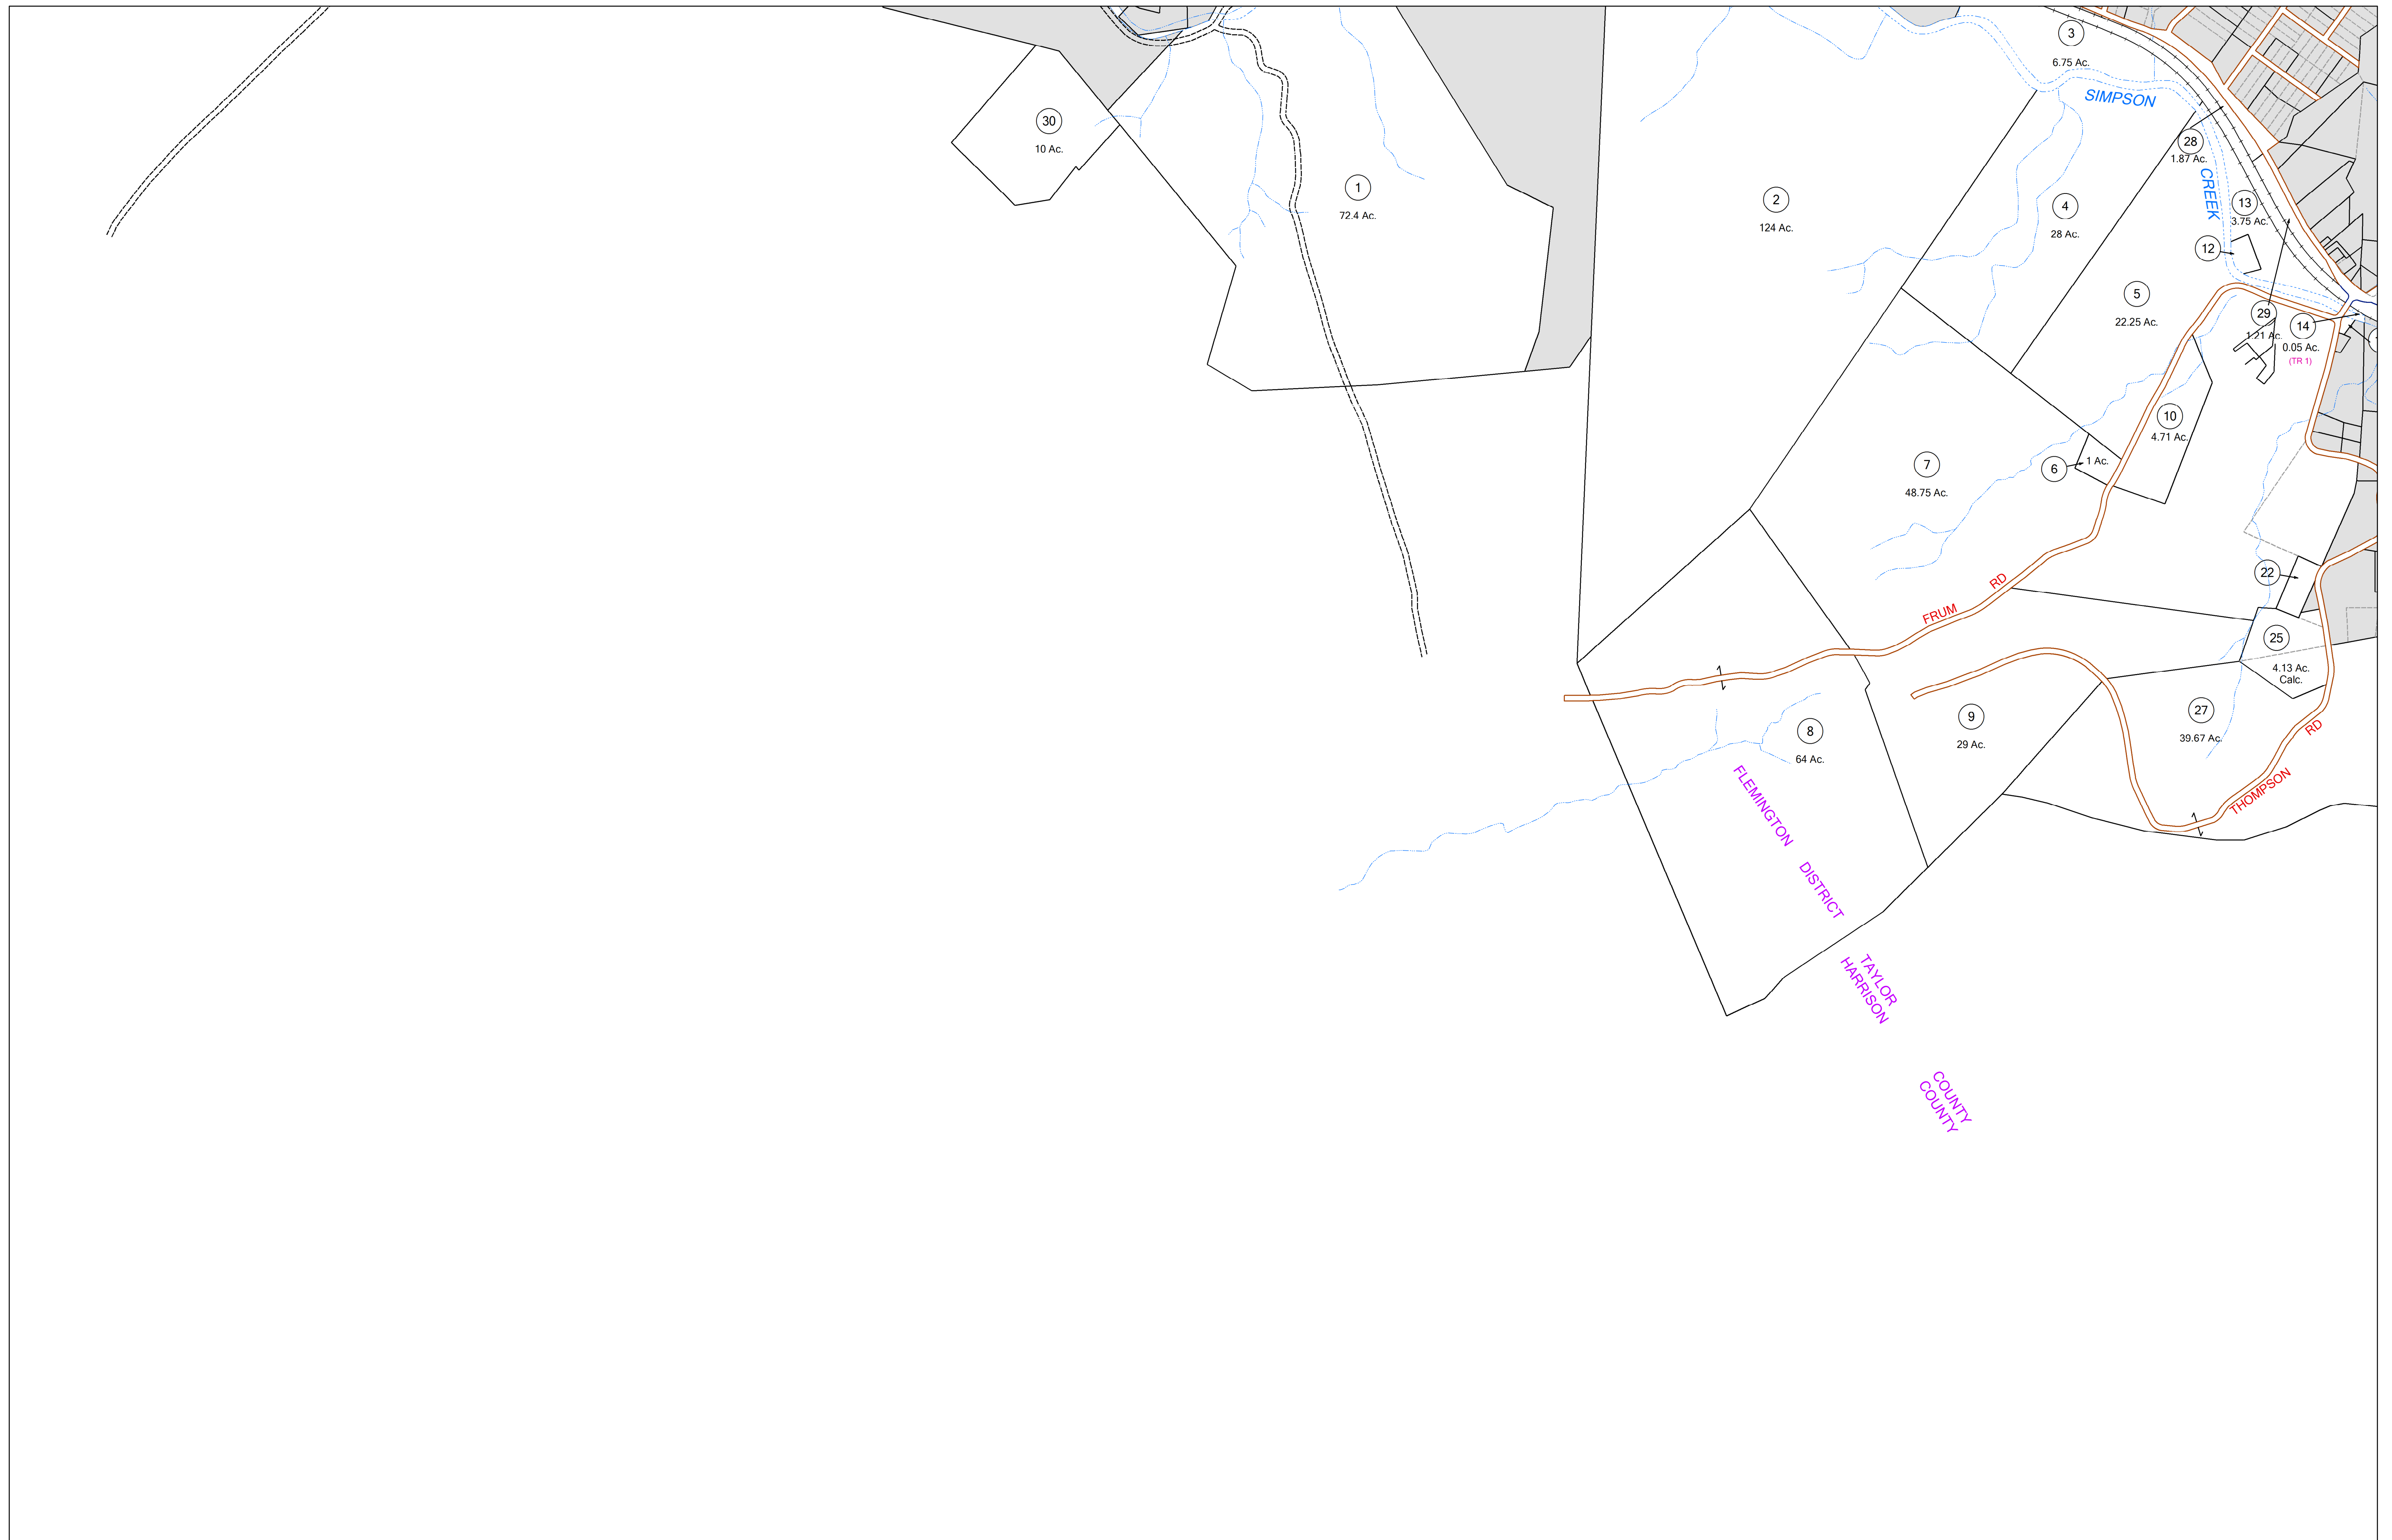 3
6.75 Ac.
SIMPSON
30
10 Ac.
28
1.87 Ac.
CREEK
1
72.4 Ac.
2
124 Ac.
4
28 Ac.
13
3.75 Ac.
12
5
22.25 Ac.
29
1.21 Ac.
14
0.05 Ac.
(TR 1)
10
4.71 Ac.
7
48.75 Ac.
6
1 Ac.
22
FRUM RD
25
4.13 Ac.
Calc.
8
64 Ac.
9
29 Ac.
27
39.67 Ac.
THOMPSON RD
FLEMINGTON DISTRICT
TAYLOR COUNTY
HARRISON COUNTY